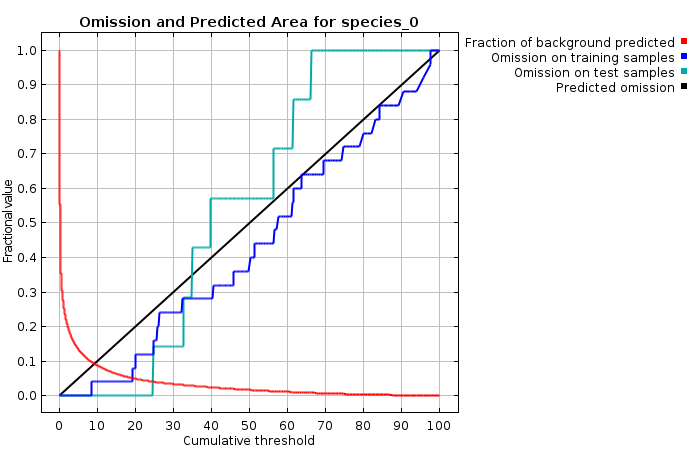 Omission and Predicted Area for species_0
Fraction of background predicted
Omission on training samples
Omission on test samples
Predicted omission
Fractional value
1.0
0.9
0.8
0.7
0.6
0.5
0.4
0.3
0.2
0.1
0.0
0 10 20 30 40 50 60 70 80 90 100
Cumulative threshold